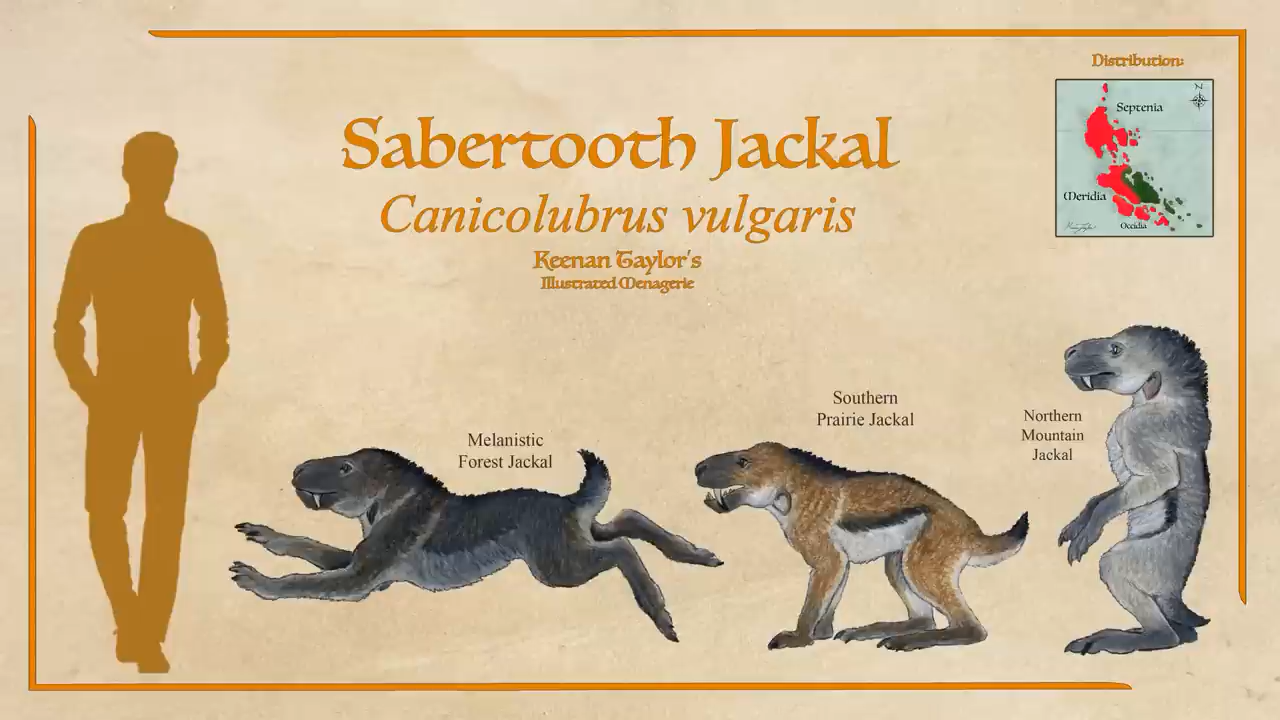 Distribution:
N
Septenia
Meridia
Occidia
Sabertooth Jackal
Canicolubrus vulgaris
Keenan Taylor's
Illustrated Menagerie
Melanistic
Forest Jackal
Southern
Prairie Jackal
Northern
Mountain
Jackal